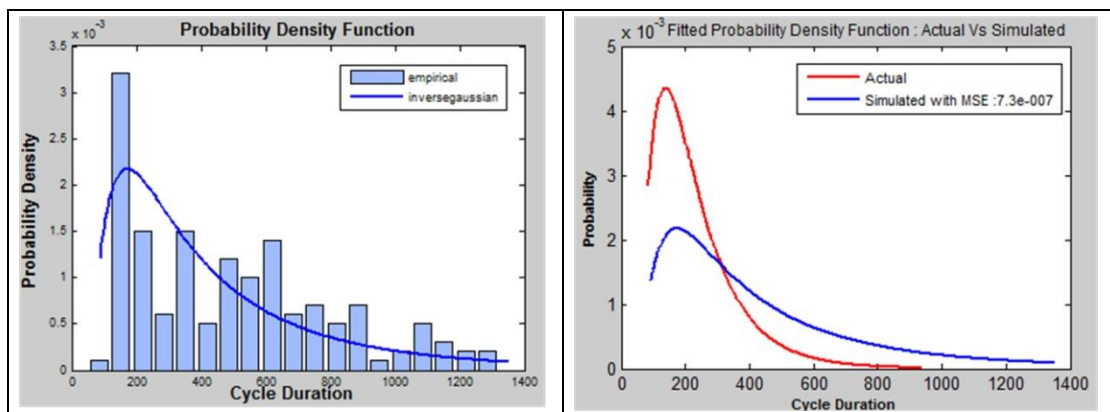 Probability Density Function
x 10-3
3.5
3
2.5
2
1.5
1
0.5
0
Probability Density
empirical
inversegaussian
0 200 400 600 800 1000 1200 1400
Cycle Duration
x 10-3 Fitted Probability Density Function : Actual Vs Simulated
5
4
3
2
1
0
Probability
Actual
Simulated with MSE :7.3e-007
0 200 400 600 800 1000 1200 1400
Cycle Duration